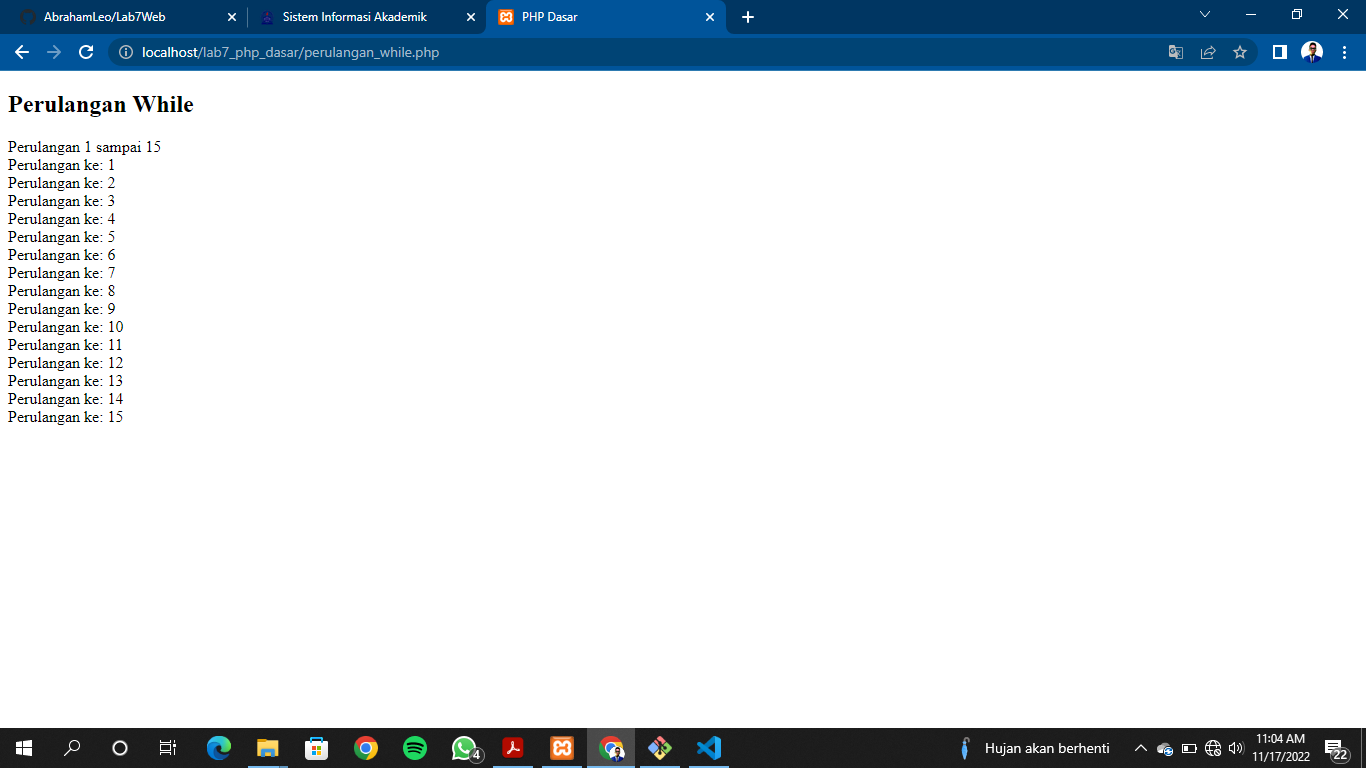 AbrahamLeo/Lab7Web
Sistem Informasi Akademik
PHP Dasar
localhost/lab7_php_dasar/perulangan_while.php
Perulangan While
Perulangan 1 sampai 15
Perulangan ke: 1
Perulangan ke: 2
Perulangan ke: 3
Perulangan ke: 4
Perulangan ke: 5
Perulangan ke: 6
Perulangan ke: 7
Perulangan ke: 8
Perulangan ke: 9
Perulangan ke: 10
Perulangan ke: 11
Perulangan ke: 12
Perulangan ke: 13
Perulangan ke: 14
Perulangan ke: 15
4
Hujan akan berhenti
11:04 AM
11/17/2022
22